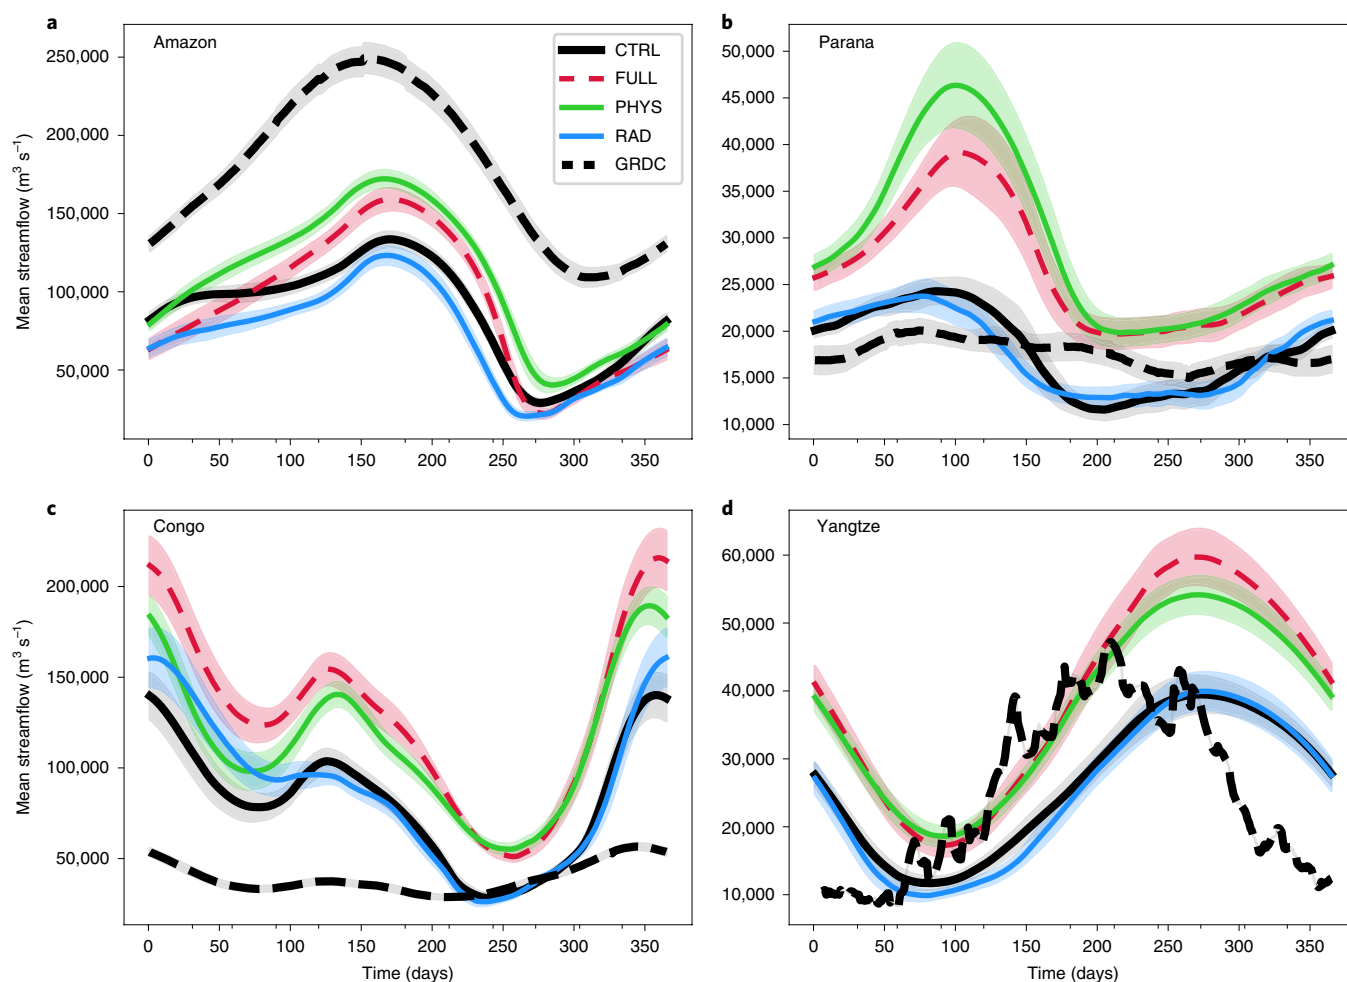 a
Amazon
Mean streamflow (m³ s⁻¹)
250,000
200,000
150,000
100,000
50,000
0 50 100 150 200 250 300 350
CTRL
FULL
PHYS
RAD
GRDC
b
Parana
50,000
45,000
40,000
35,000
30,000
25,000
20,000
15,000
10,000
0 50 100 150 200 250 300 350
c
Congo
Mean streamflow (m³ s⁻¹)
200,000
150,000
100,000
50,000
0 50 100 150 200 250 300 350
Time (days)
d
Yangtze
60,000
50,000
40,000
30,000
20,000
10,000
0 50 100 150 200 250 300 350
Time (days)